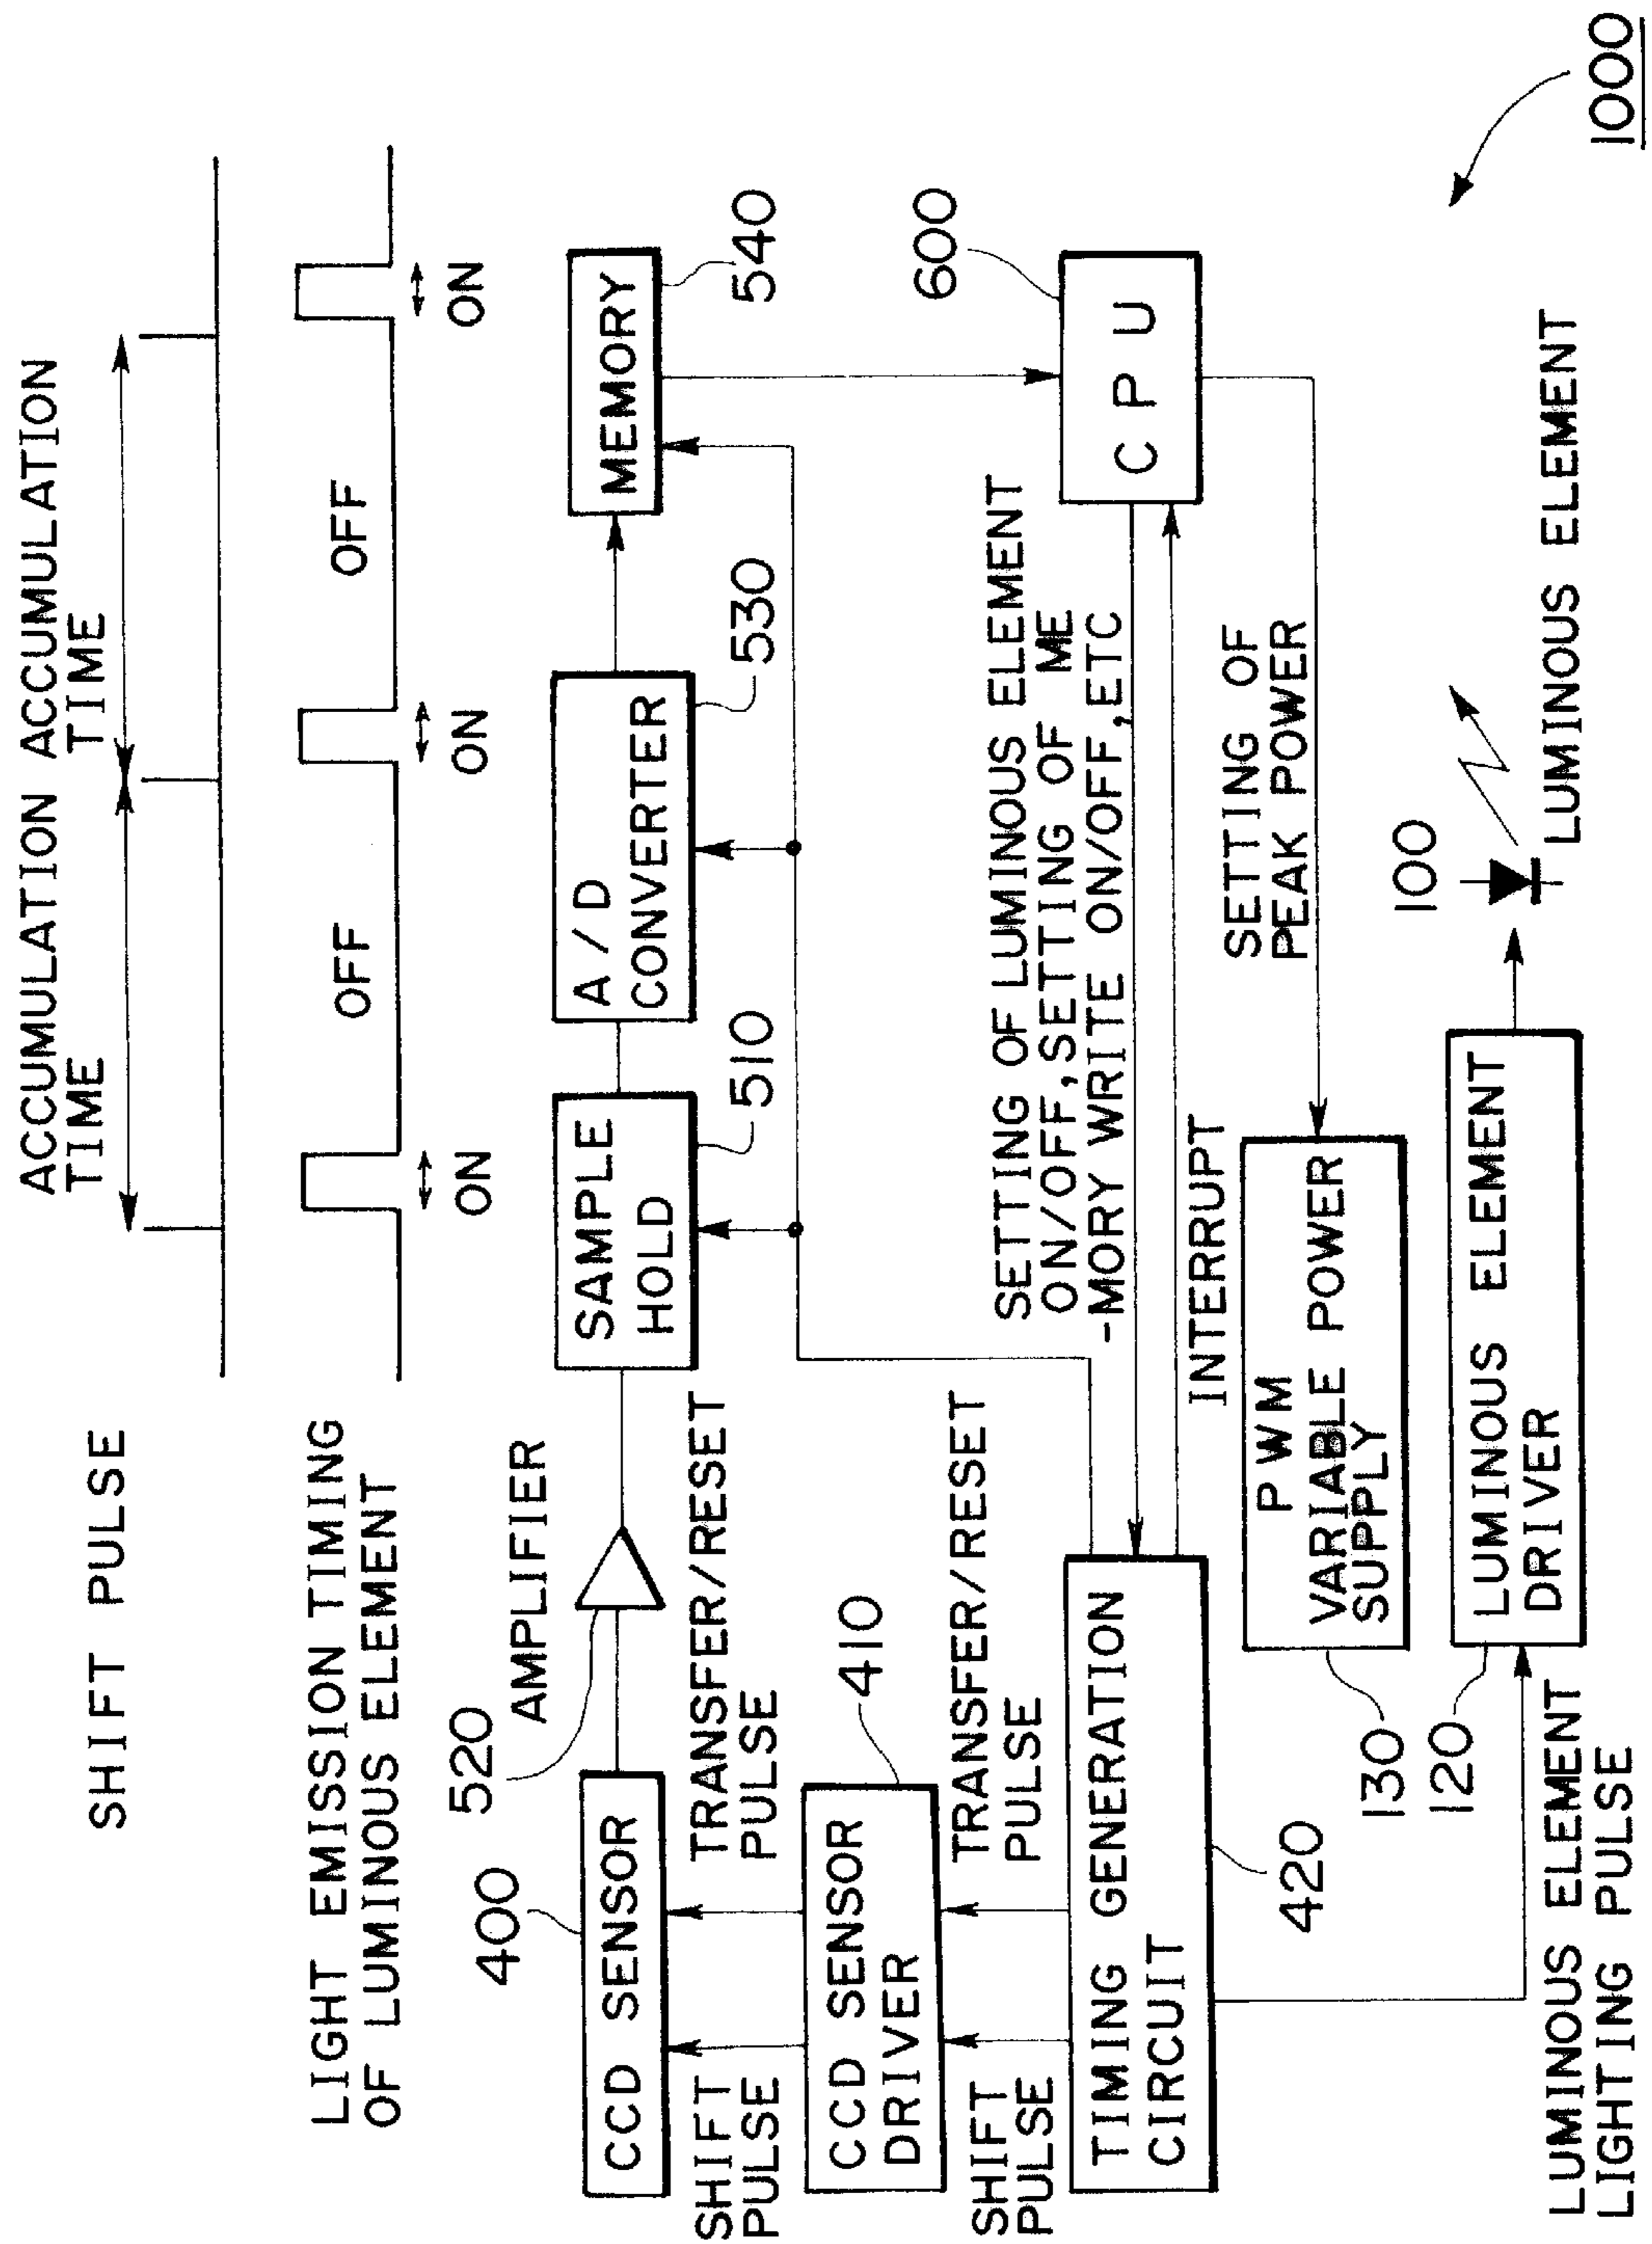 SHIFT PULSE
ACCUMULATION
TIME
ACCUMULATION
TIME
LIGHT EMISSION TIMING
OF LUMINOUS ELEMENT
OFF
OFF
ON
ON
ON
400
CCD SENSOR
520
AMPLIFIER
SAMPLE
HOLD
510
A/D
CONVERTER
530
MEMORY
540
SHIFT
PULSE
TRANSFER/RESET
PULSE
CCD SENSOR
DRIVER
410
SHIFT
PULSE
TRANSFER/RESET
PULSE
TIMING GENERATION
CIRCUIT
420
SETTING OF LUMINOUS ELEMENT
ON/OFF,SETTING OF ME
-MORY WRITE ON/OFF,ETC
INTERRUPT
CPU
600
SETTING OF
PEAK POWER
PWM
VARIABLE POWER
SUPPLY
130
LUMINOUS ELEMENT
DRIVER
120
100
LUMINOUS ELEMENT
LUMINOUS ELEMENT
LIGHTING PULSE
1000